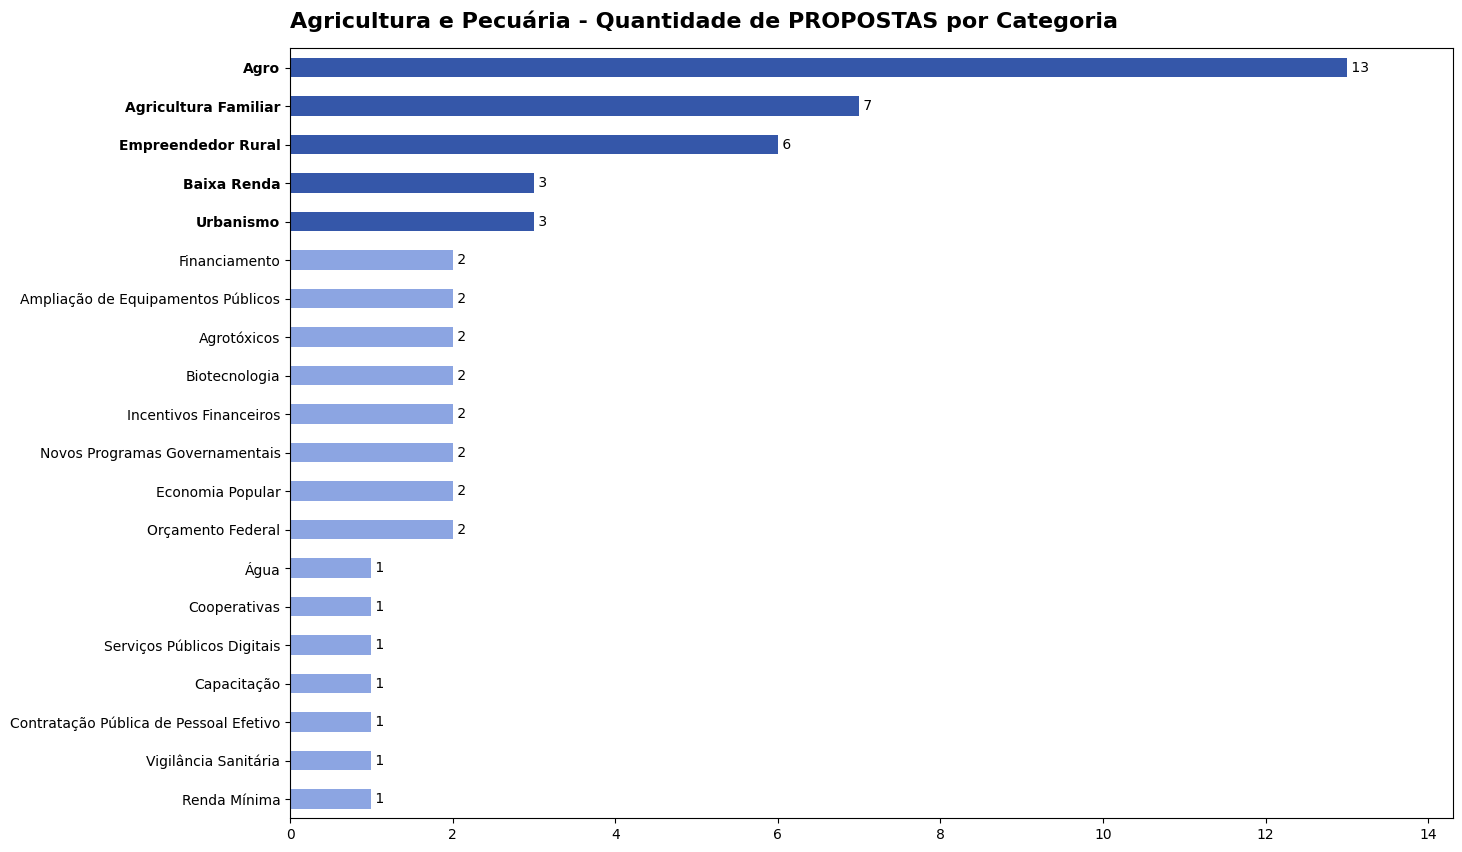 Agricultura e Pecuária - Quantidade de PROPOSTAS por Categoria
Agro 13
Agricultura Familiar 7
Empreendedor Rural 6
Baixa Renda 3
Urbanismo 3
Financiamento 2
Ampliação de Equipamentos Públicos 2
Agrotóxicos 2
Biotecnologia 2
Incentivos Financeiros 2
Novos Programas Governamentais 2
Economia Popular 2
Orçamento Federal 2
Água 1
Cooperativas 1
Serviços Públicos Digitais 1
Capacitação 1
Contratação Pública de Pessoal Efetivo 1
Vigilância Sanitária 1
Renda Mínima 1
0 2 4 6 8 10 12 14